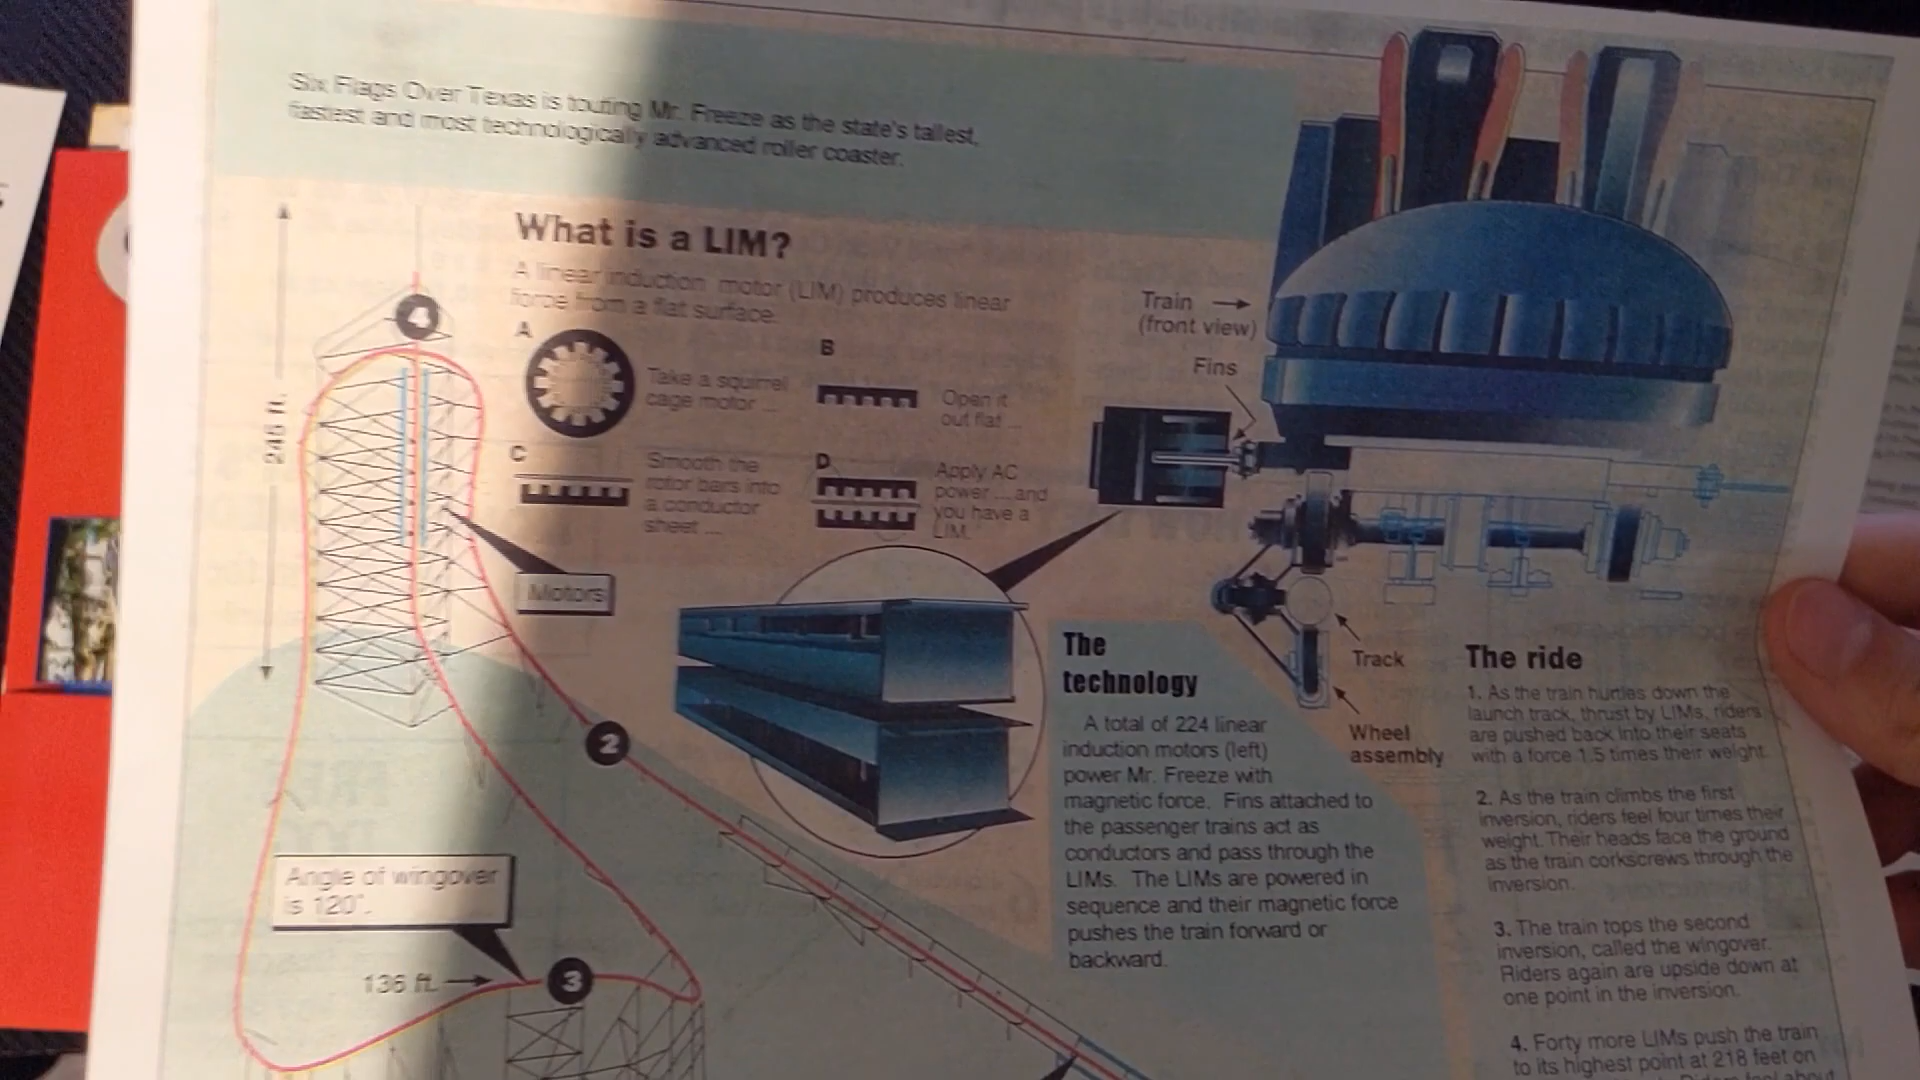 Six Flags Over Texas is touting Mr. Freeze as the state's tallest,
fastest and most technologically advanced roller coaster.
What is a LIM?
A linear induction motor (LIM) produces linear
force from a flat surface.
A
Take a squirrel
cage motor ...
B
Open it
out flat ...
C
Smooth the
rotor bars into
a conductor
sheet ...
D
Apply AC
power ... and
you have a
LIM.
245 ft.
4
Motors
2
Angle of wingover
is 120°.
136 ft.
3
Train
(front view)
Fins
Track
Wheel
assembly
The
technology
A total of 224 linear
induction motors (left)
power Mr. Freeze with
magnetic force. Fins attached to
the passenger trains act as
conductors and pass through the
LIMs. The LIMs are powered in
sequence and their magnetic force
pushes the train forward or
backward.
The ride
1. As the train hurtles down the
launch track, thrust by LIMs, riders
are pushed back into their seats
with a force 1.5 times their weight.
2. As the train climbs the first
inversion, riders feel four times their
weight. Their heads face the ground
as the train corkscrews through the
inversion.
3. The train tops the second
inversion, called the wingover.
Riders again are upside down at
one point in the inversion.
4. Forty more LIMs push the train
to its highest point at 218 feet on